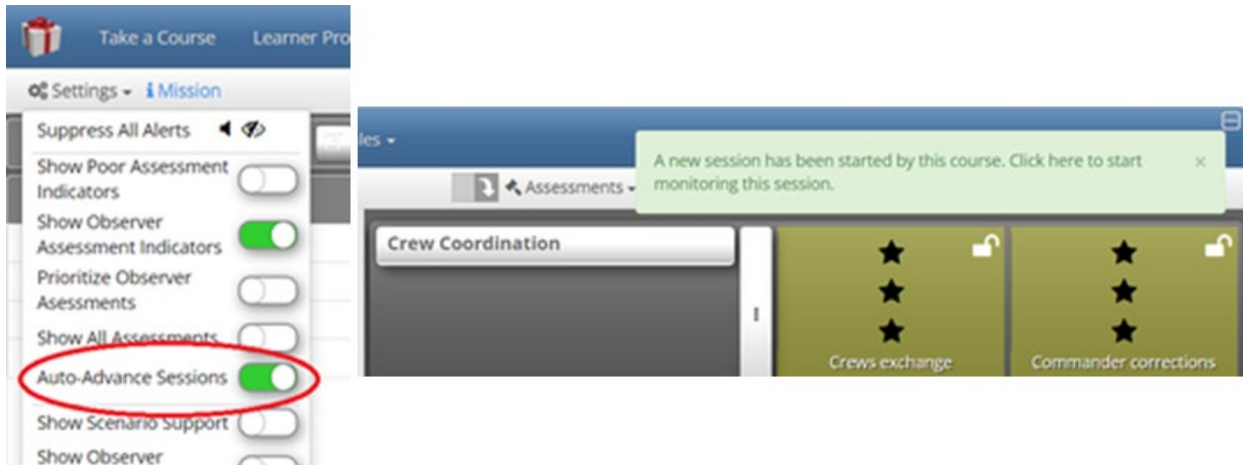 Take a Course Learner Pro
Settings Mission
Suppress All Alerts
Show Poor Assessment
Indicators
Show Observer
Assessment Indicators
Prioritize Observer
Asessments
Show All Assessments
Auto-Advance Sessions
Show Scenario Support
Show Observer
les
A new session has been started by this course. Click here to start
monitoring this session.
Assessments
Crew Coordination
Crews exchange
Commander corrections